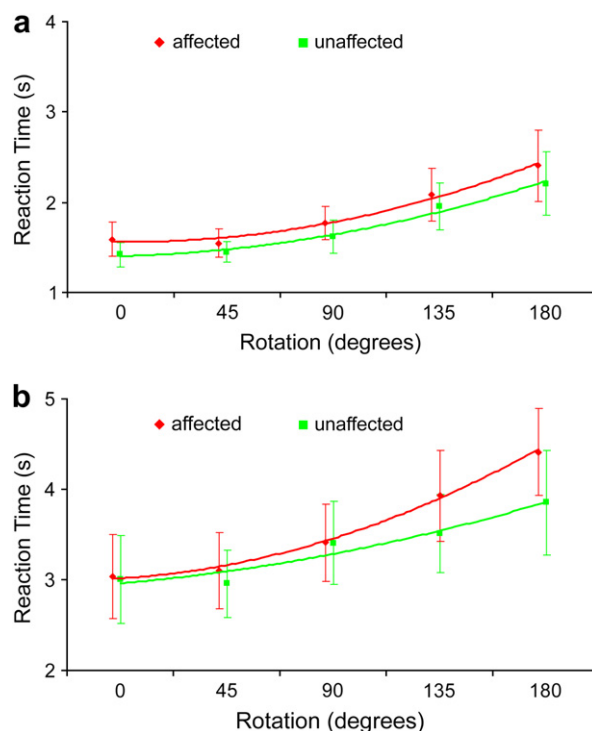 a
affected unaffected
Reaction Time (s)
4
3
2
1
0 45 90 135 180
Rotation (degrees)
b
affected unaffected
Reaction Time (s)
5
4
3
2
0 45 90 135 180
Rotation (degrees)